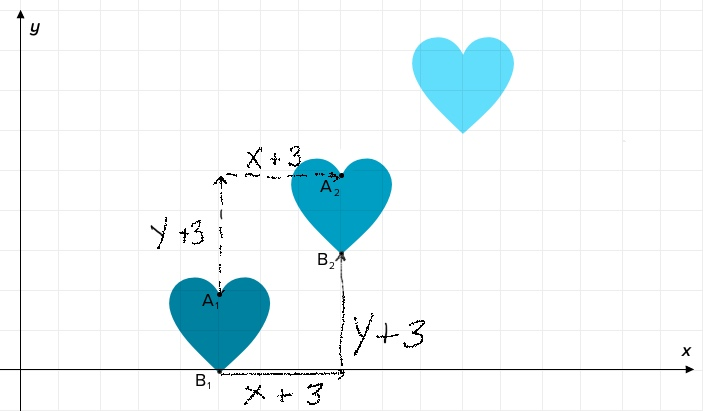 y
X + 3
A2
Y + 3
B2
A1
Y + 3
x
B1
X + 3